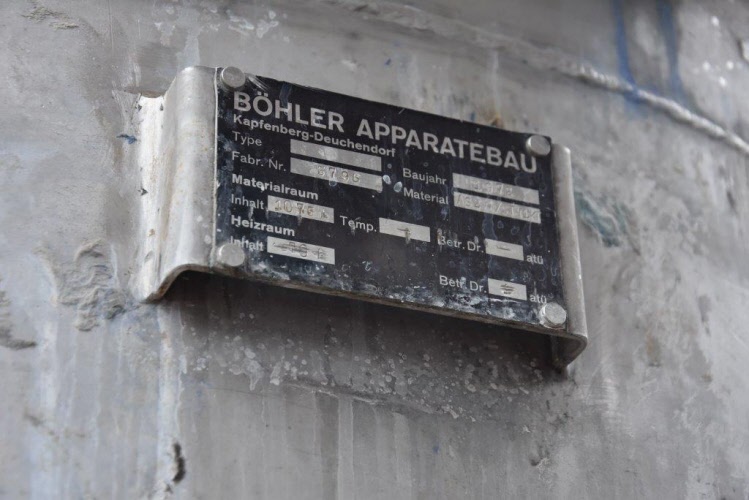 BÖHLER APPARATEBAU
Kapfenberg-Deuchendorf
Type
Baujahr
Fabr. Nr. 6796
Material
Materialraum
Inhalt
Temp. - Betr. Dr. - atü
Heizraum
Inhalt
Betr. Dr. atü